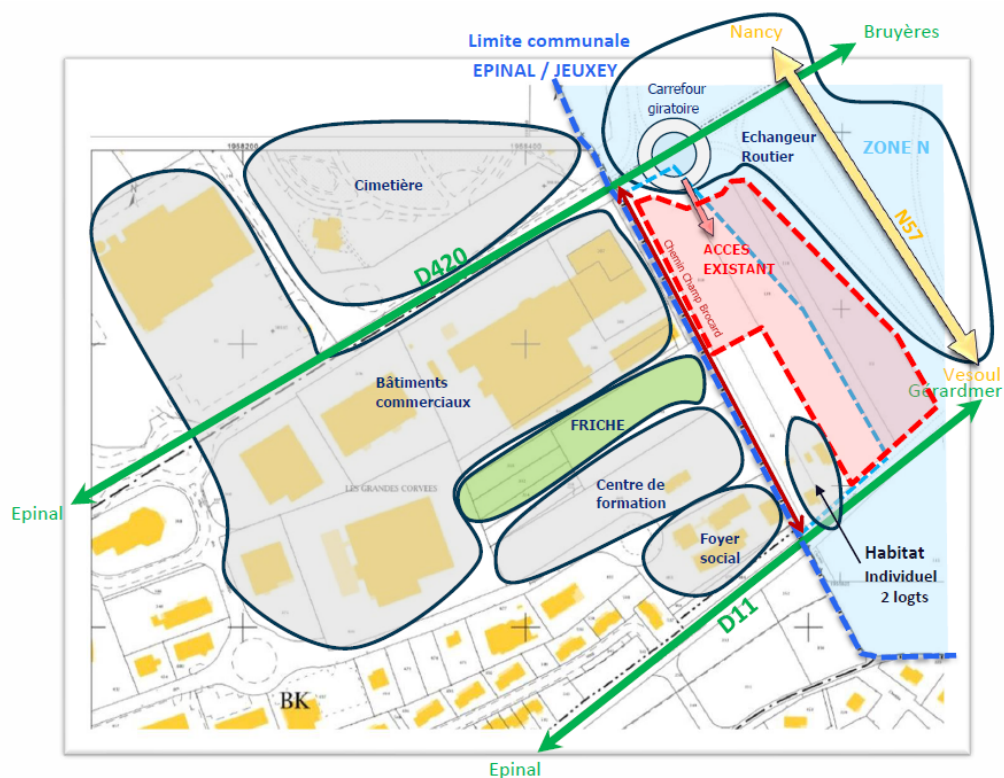 Nancy
Bruyères
Limite communale
EPINAL / JEUXEY
Carrefour
giratoire
Echangeur
Routier
ZONE N
1968200
1968400
Cimetière
N57
D420
ACCES
EXISTANT
Chemin Champ Brocard
Vesoul
Gérardmer
Bâtiments
commerciaux
FRICHE
LES GRANDES CORVEES
Centre de
formation
Epinal
Foyer
social
Habitat
Individuel
2 logts
D11
BK
Epinal